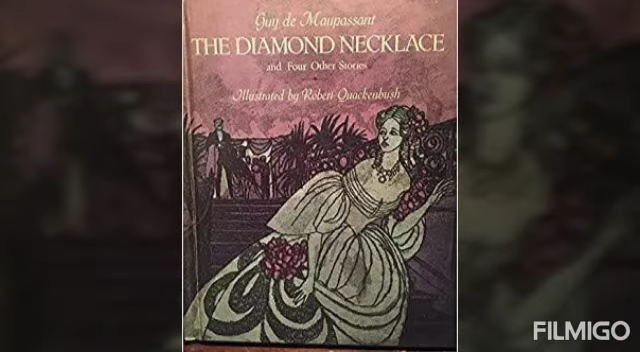 Guy de Maupassant
THE DIAMOND NECKLACE
and Four Other Stories
Illustrated by Robert Quackenbush
FILMIGO